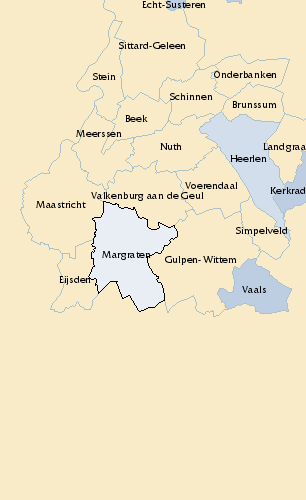 Echt-Susteren
Sittard-Geleen
Stein
Onderbanken
Schinnen
Brunssum
Beek
Meerssen
Nuth
Landgraa
Heerlen
Voerendaal
Kerkrad
Valkenburg aan de Geul
Maastricht
Simpelveld
Margraten
Gulpen- Wittem
Eijsden
Vaals